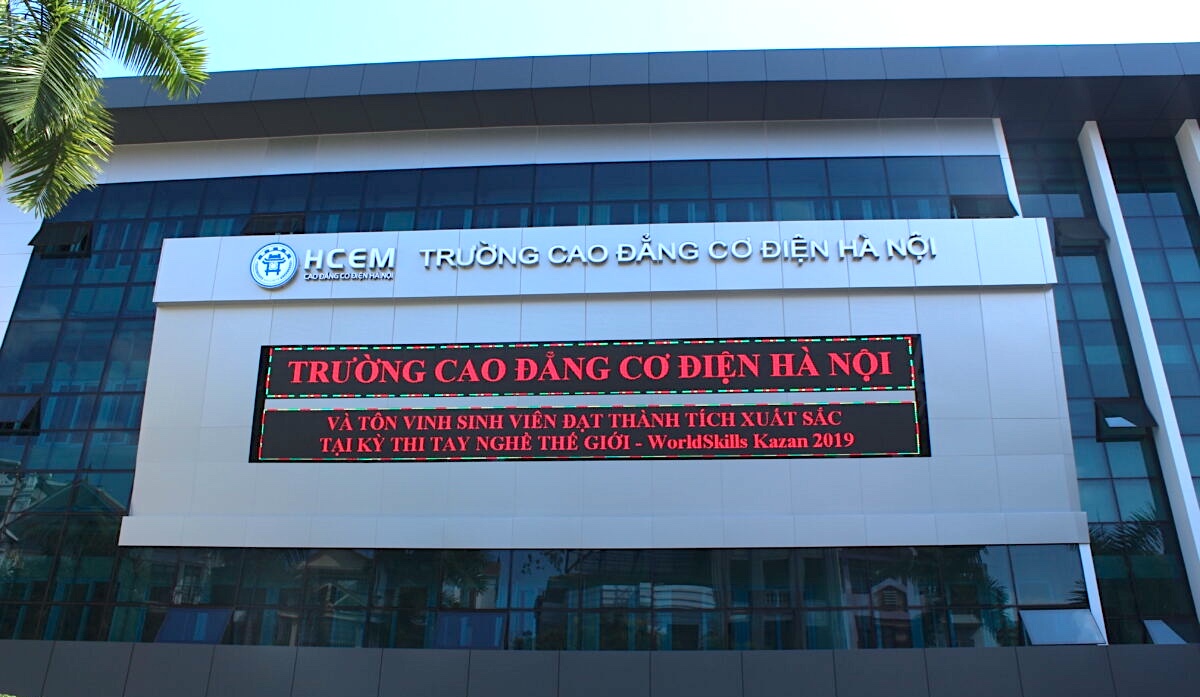 HCEM
CAO ĐẲNG CƠ ĐIỆN HÀ NỘI
TRƯỜNG CAO ĐẲNG CƠ ĐIỆN HÀ NỘI
TRƯỜNG CAO ĐẲNG CƠ ĐIỆN HÀ NỘI
VÀ TÔN VINH SINH VIÊN ĐẠT THÀNH TÍCH XUẤT SẮC
TẠI KỲ THI TAY NGHỀ THẾ GIỚI - WorldSkills Kazan 2019